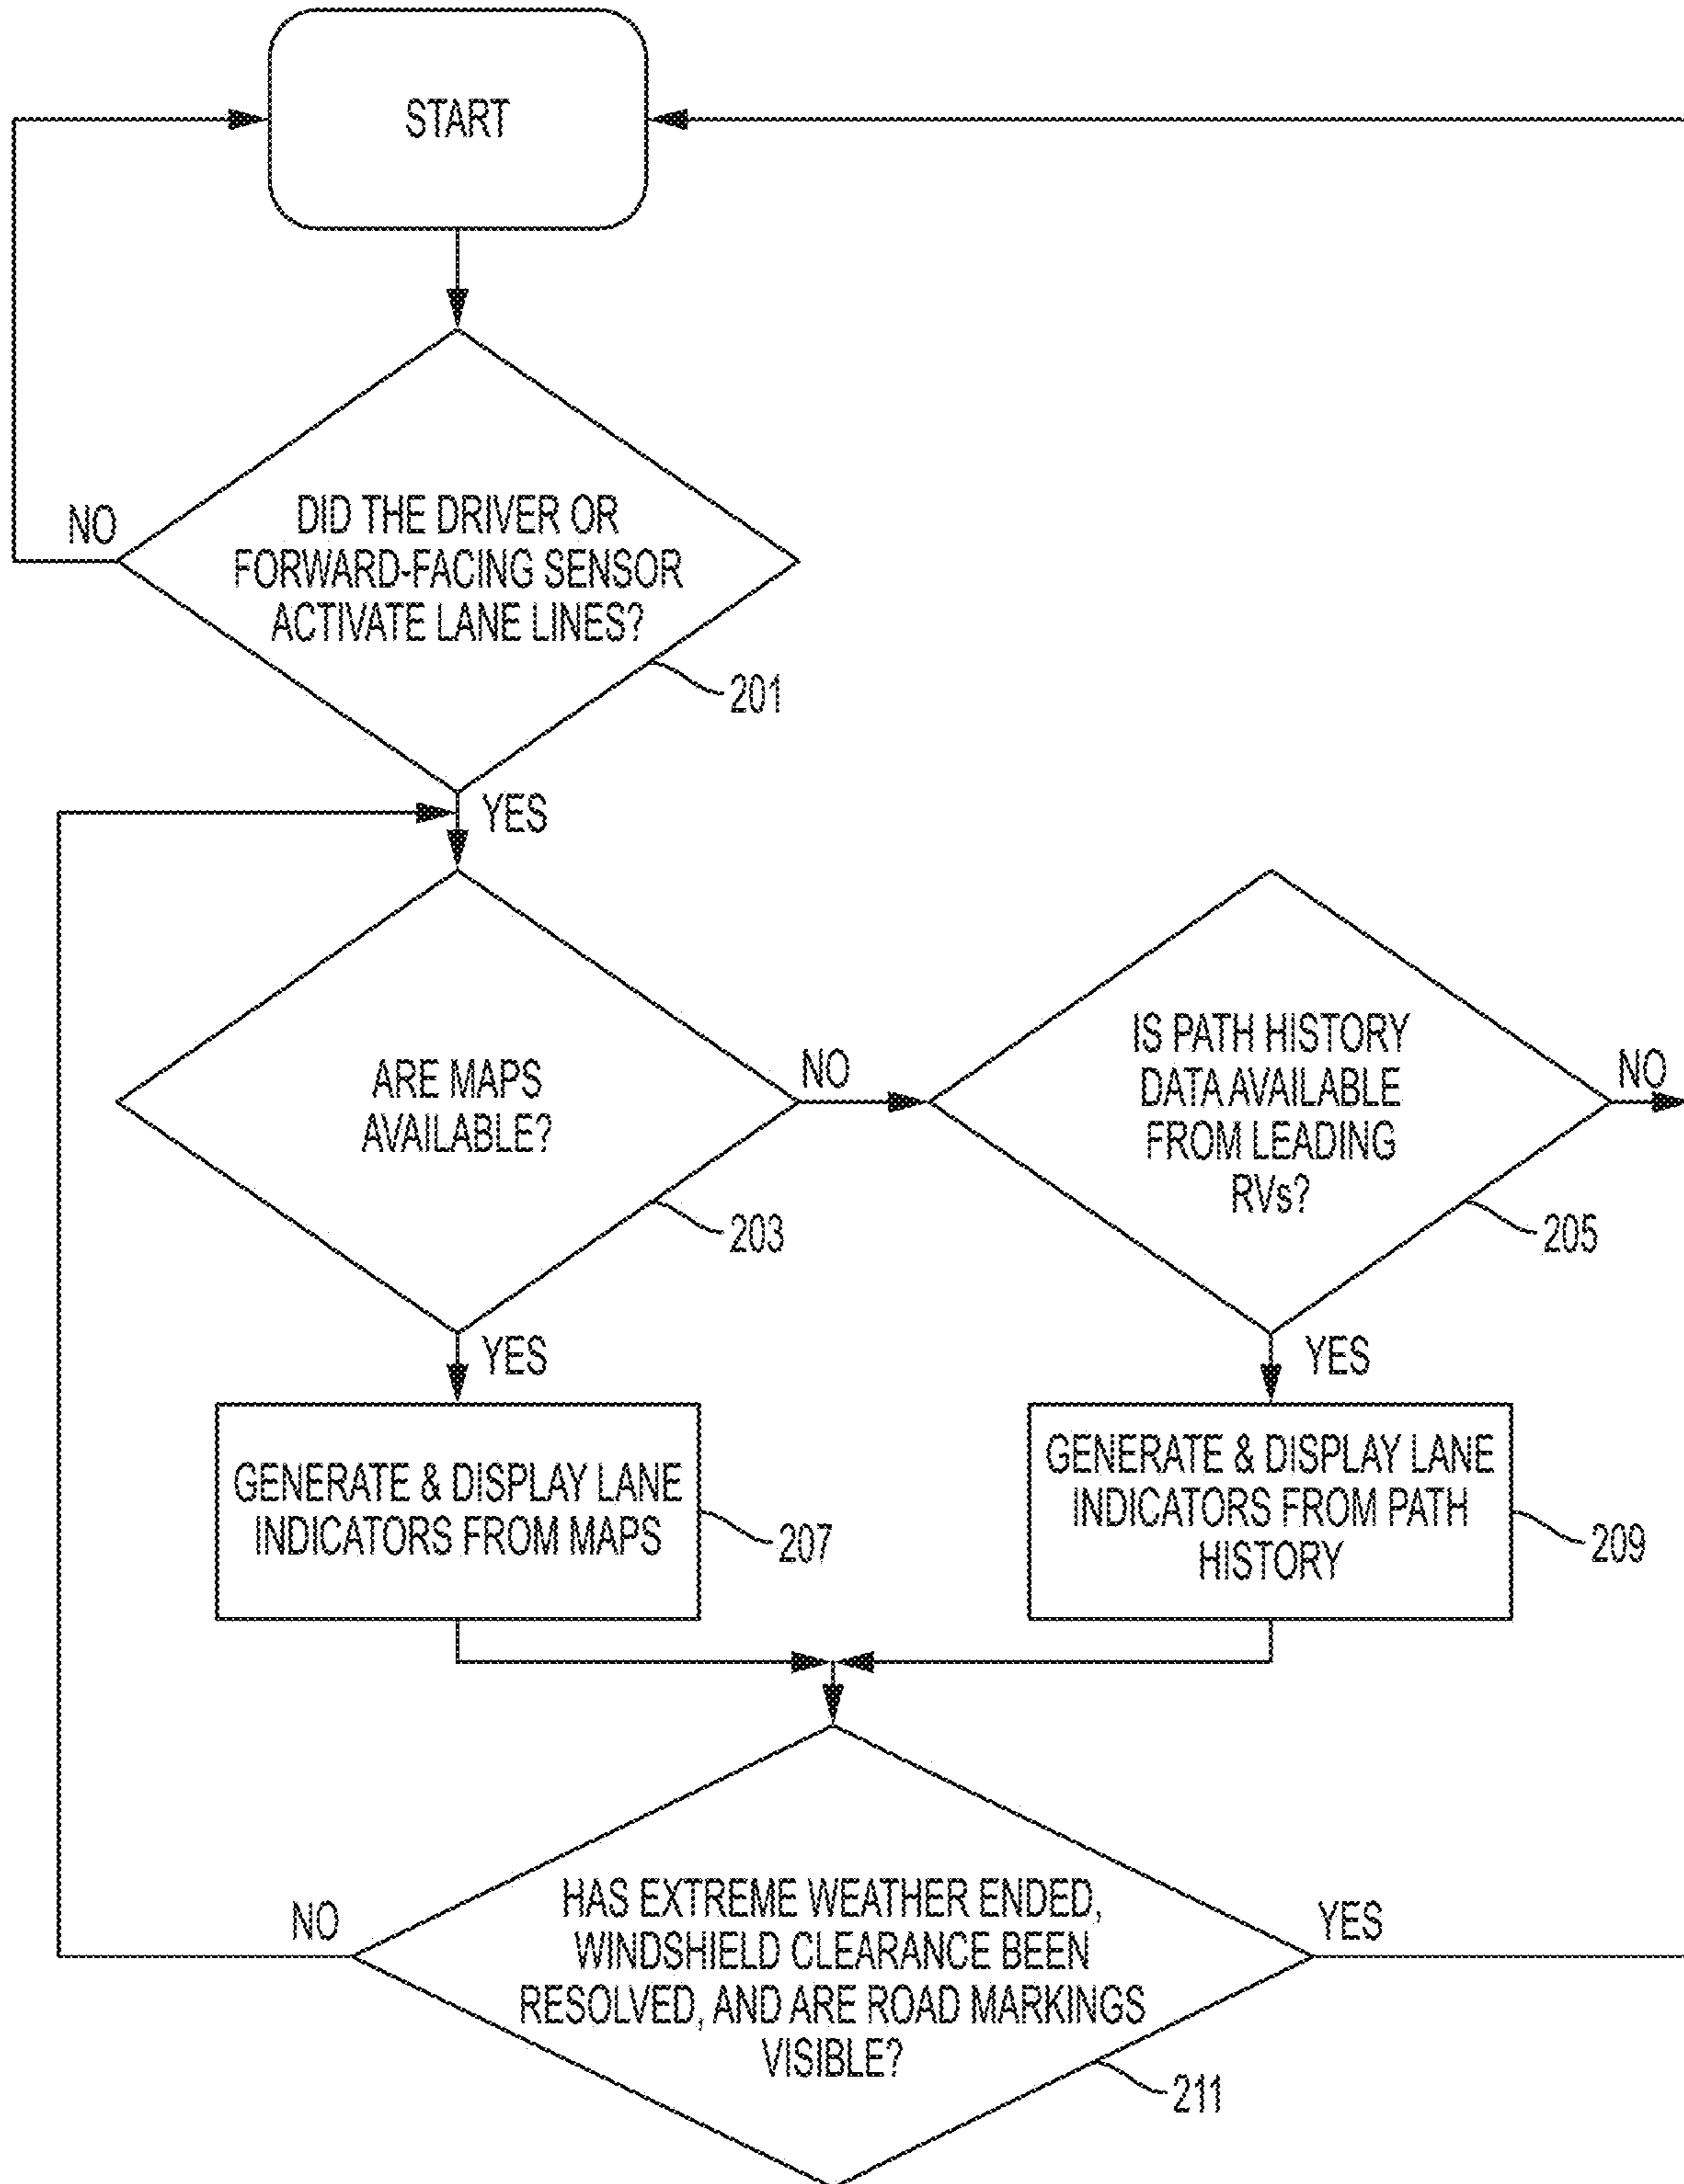 START
NO
DID THE DRIVER OR
FORWARD-FACING SENSOR
ACTIVATE LANE LINES?
201
YES
ARE MAPS
AVAILABLE?
203
NO
IS PATH HISTORY
DATA AVAILABLE
FROM LEADING
RVs?
205
NO
YES
GENERATE & DISPLAY LANE
INDICATORS FROM MAPS
207
YES
GENERATE & DISPLAY LANE
INDICATORS FROM PATH
HISTORY
209
NO
HAS EXTREME WEATHER ENDED,
WINDSHIELD CLEARANCE BEEN
RESOLVED, AND ARE ROAD MARKINGS
VISIBLE?
211
YES